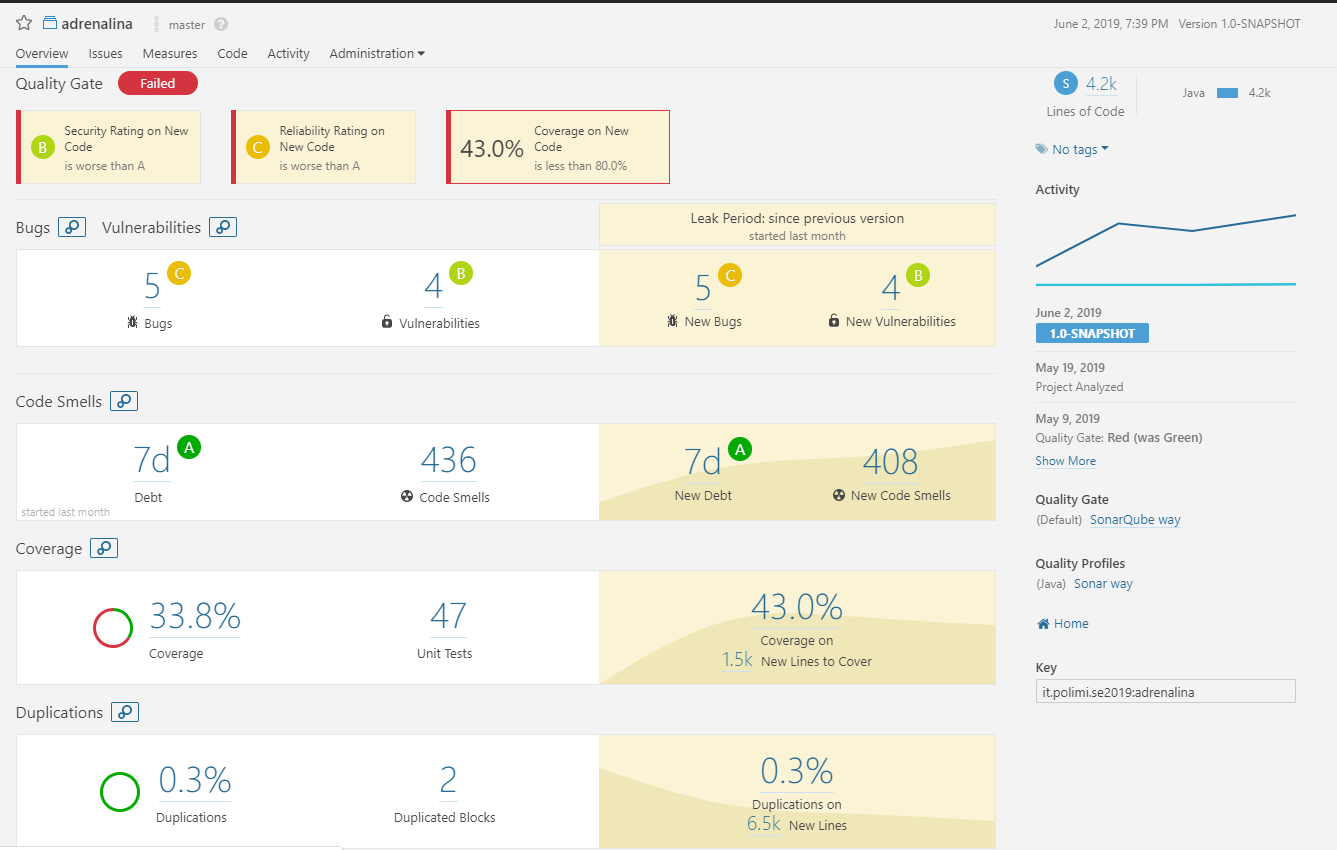 adrenalina master ?
June 2, 2019, 7:39 PM Version 1.0-SNAPSHOT
Overview Issues Measures Code Activity Administration
Quality Gate Failed
B
Security Rating on New
Code
is worse than A
C
Reliability Rating on
New Code
is worse than A
43.0%
Coverage on New
Code
is less than 80.0%
Bugs Vulnerabilities
Leak Period: since previous version
started last month
5 C
Bugs
4 B
Vulnerabilities
5 C
New Bugs
4 B
New Vulnerabilities
Code Smells
7d A
Debt
436
Code Smells
started last month
7d A
New Debt
408
New Code Smells
Coverage
33.8%
Coverage
47
Unit Tests
43.0%
Coverage on
1.5k New Lines to Cover
Duplications
0.3%
Duplications
2
Duplicated Blocks
0.3%
Duplications on
6.5k New Lines
S 4.2k
Lines of Code
Java 4.2k
No tags
Activity
June 2, 2019
1.0-SNAPSHOT
May 19, 2019
Project Analyzed
May 9, 2019
Quality Gate: Red (was Green)
Show More
Quality Gate
(Default) SonarQube way
Quality Profiles
(Java) Sonar way
Home
Key
it.polimi.se2019:adrenalina